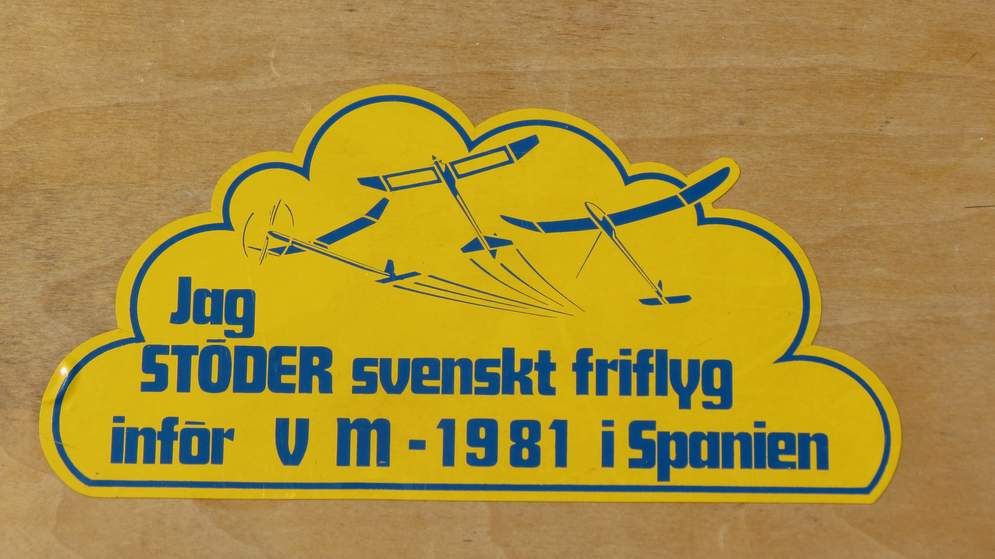 Jag
STÖDER svenskt friflyg
inför V M - 1981 i Spanien